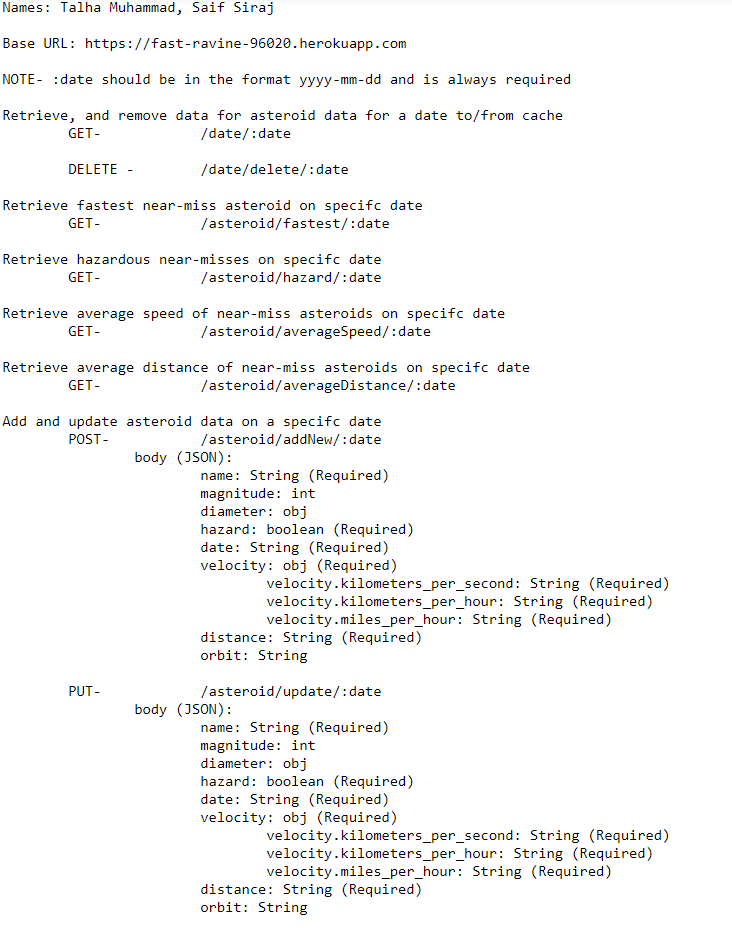 Names: Talha Muhammad, Saif Siraj
Base URL: https://fast-ravine-96020.herokuapp.com
NOTE- :date should be in the format yyyy-mm-dd and is always required
Retrieve, and remove data for asteroid data for a date to/from cache
GET- /date/:date
DELETE - /date/delete/:date
Retrieve fastest near-miss asteroid on specifc date
GET- /asteroid/fastest/:date
Retrieve hazardous near-misses on specifc date
GET- /asteroid/hazard/:date
Retrieve average speed of near-miss asteroids on specifc date
GET- /asteroid/averageSpeed/:date
Retrieve average distance of near-miss asteroids on specifc date
GET- /asteroid/averageDistance/:date
Add and update asteroid data on a specifc date
POST- /asteroid/addNew/:date
body (JSON):
name: String (Required)
magnitude: int
diameter: obj
hazard: boolean (Required)
date: String (Required)
velocity: obj (Required)
velocity.kilometers_per_second: String (Required)
velocity.kilometers_per_hour: String (Required)
velocity.miles_per_hour: String (Required)
distance: String (Required)
orbit: String
PUT- /asteroid/update/:date
body (JSON):
name: String (Required)
magnitude: int
diameter: obj
hazard: boolean (Required)
date: String (Required)
velocity: obj (Required)
velocity.kilometers_per_second: String (Required)
velocity.kilometers_per_hour: String (Required)
velocity.miles_per_hour: String (Required)
distance: String (Required)
orbit: String